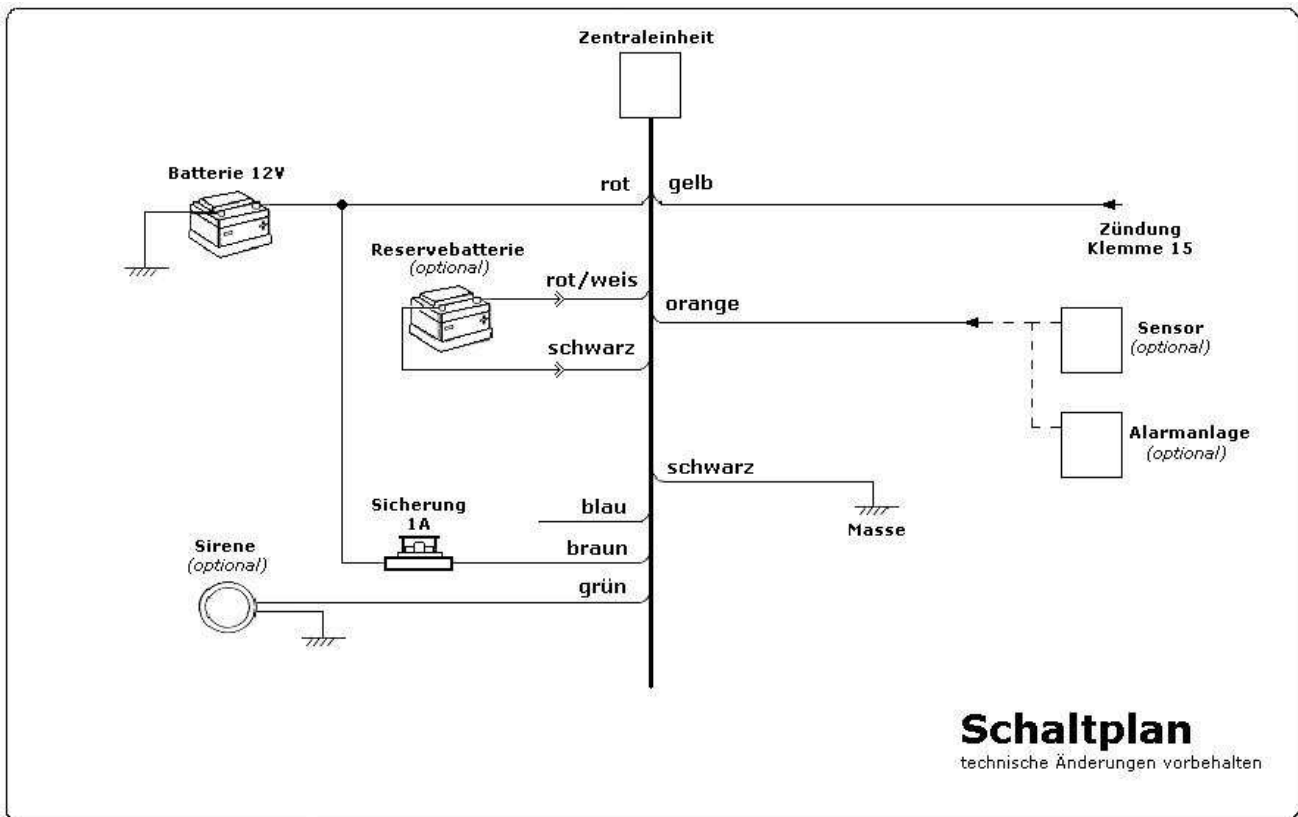 Zentraleinheit
Batterie 12V
rot
gelb
Zündung
Klemme 15
Reservebatterie
(optional)
rot/weis
orange
Sensor
(optional)
schwarz
Alarmanlage
(optional)
schwarz
Masse
Sicherung
1A
blau
braun
Sirene
(optional)
grün
Schaltplan
technische Änderungen vorbehalten